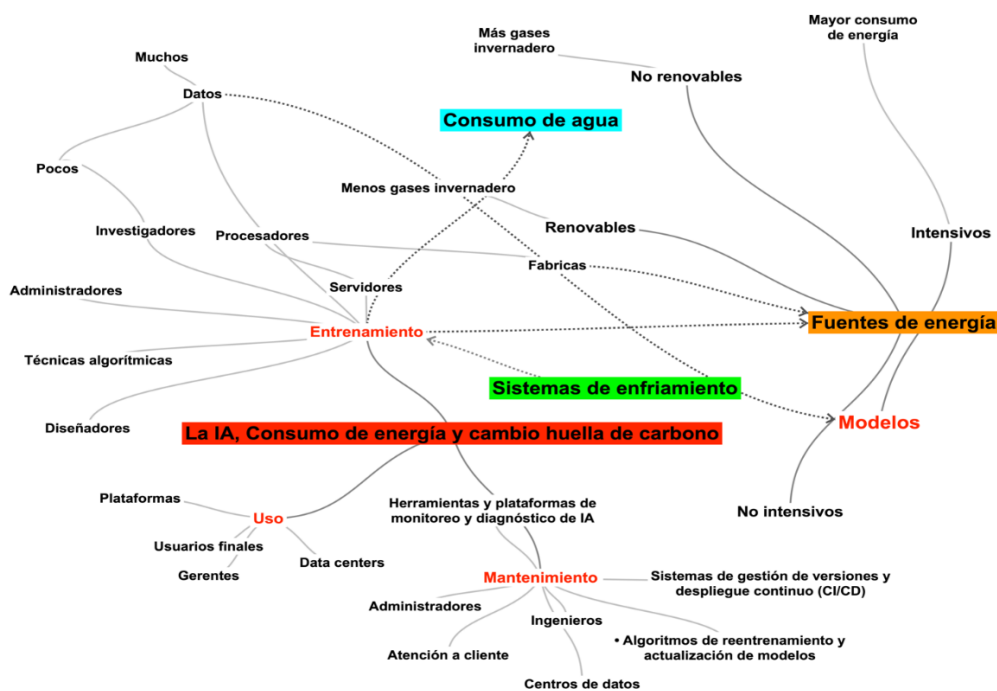 Mayor consumo
de energía
Más gases
invernadero
Muchos
No renovables
Datos
Consumo de agua
Pocos
Menos gases invernadero
Investigadores
Procesadores
Renovables
Intensivos
Fabricas
Administradores
Servidores
Entrenamiento
Fuentes de energía
Técnicas algorítmicas
Sistemas de enfriamiento
Diseñadores
Modelos
La IA, Consumo de energía y cambio huella de carbono
Plataformas
Herramientas y plataformas de
monitoreo y diagnóstico de IA
No intensivos
Uso
Usuarios finales
Data centers
Gerentes
Mantenimiento
Sistemas de gestión de versiones y
despliegue continuo (CI/CD)
Administradores
Ingenieros
• Algoritmos de reentrenamiento y
actualización de modelos
Atención a cliente
Centros de datos